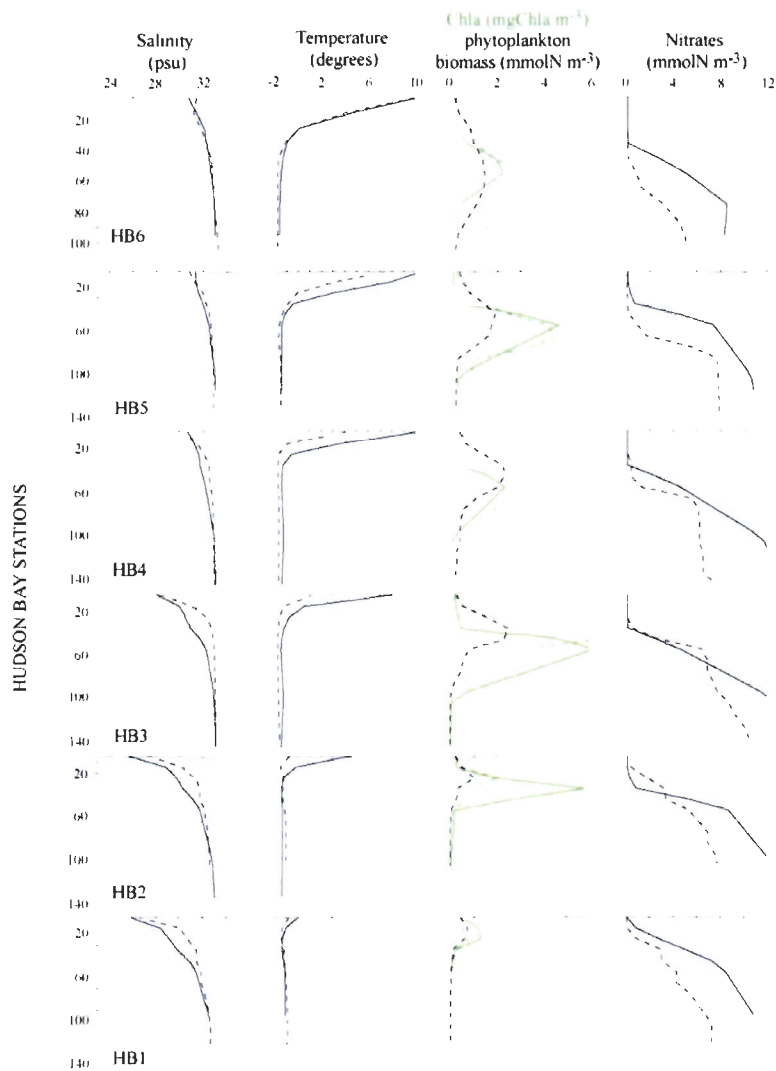 Chla (mgChla m-3)
Salinity
(psu)
Temperature
(degrees)
phytoplankton
biomass (mmolN m-3)
Nitrates
(mmolN m-3)
24 28 32
-2 2 6 10
0 2 4 6
0 4 8 12
20
40
60
80
100
HB6
20
60
100
140
HB5
20
60
100
140
HB4
20
60
100
140
HB3
20
60
100
140
HB2
20
60
100
140
HB1
HUDSON BAY STATIONS